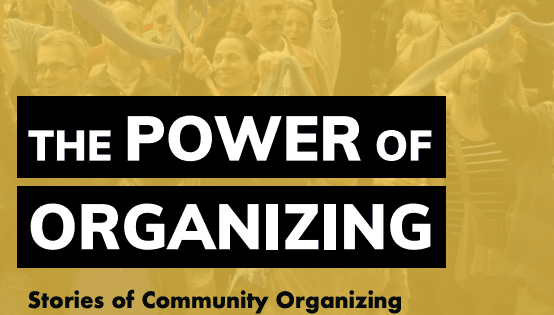 THE POWER OF
ORGANIZING
Stories of Community Organizing